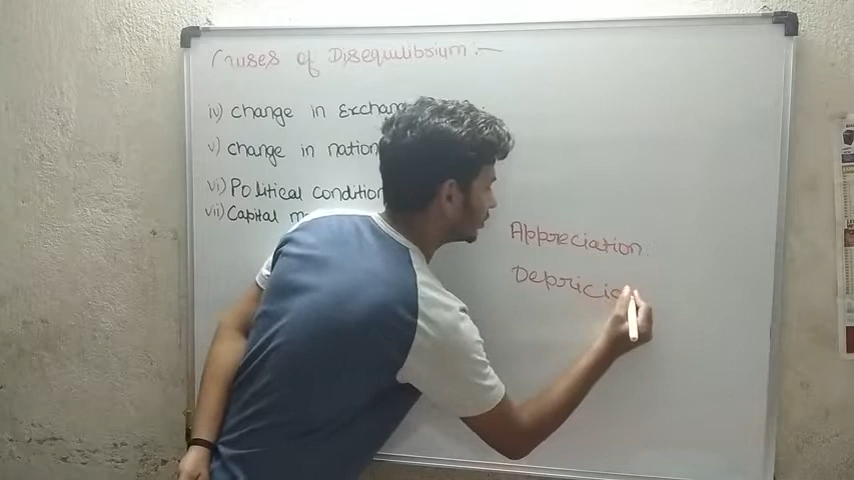 Causes of Disequilibrium :-
iv) change in Exchang
v) change in nation
vi) Political condition
vii) Capital m
Appreciation
Depricia